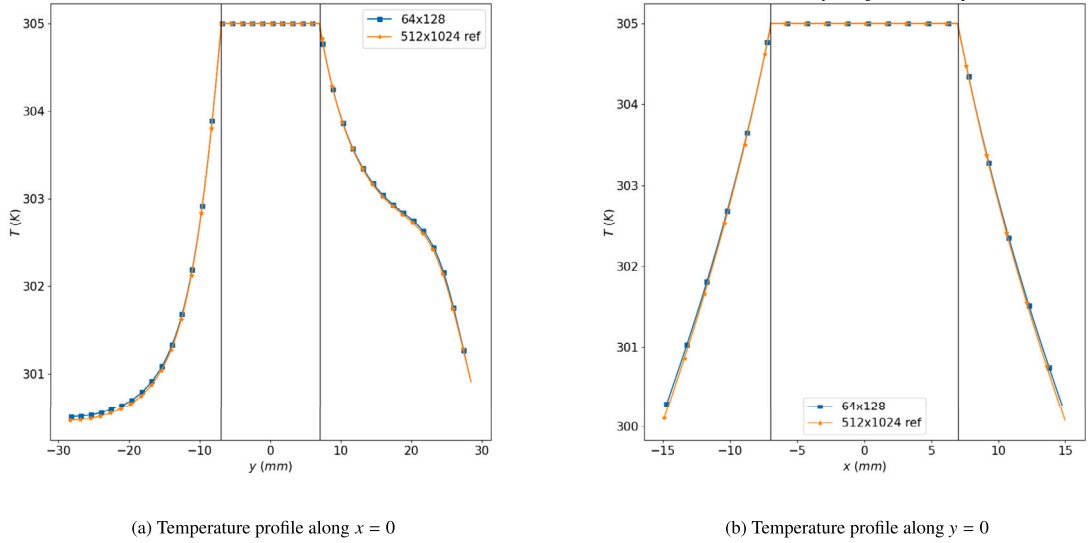 305
304
303
302
301
T (K)
−30
−20
−10
0
10
20
30
y (mm)
64x128
512x1024 ref
(a) Temperature profile along x = 0
305
304
303
302
301
300
T (K)
−15
−10
−5
0
5
10
15
x (mm)
64x128
512x1024 ref
(b) Temperature profile along y = 0